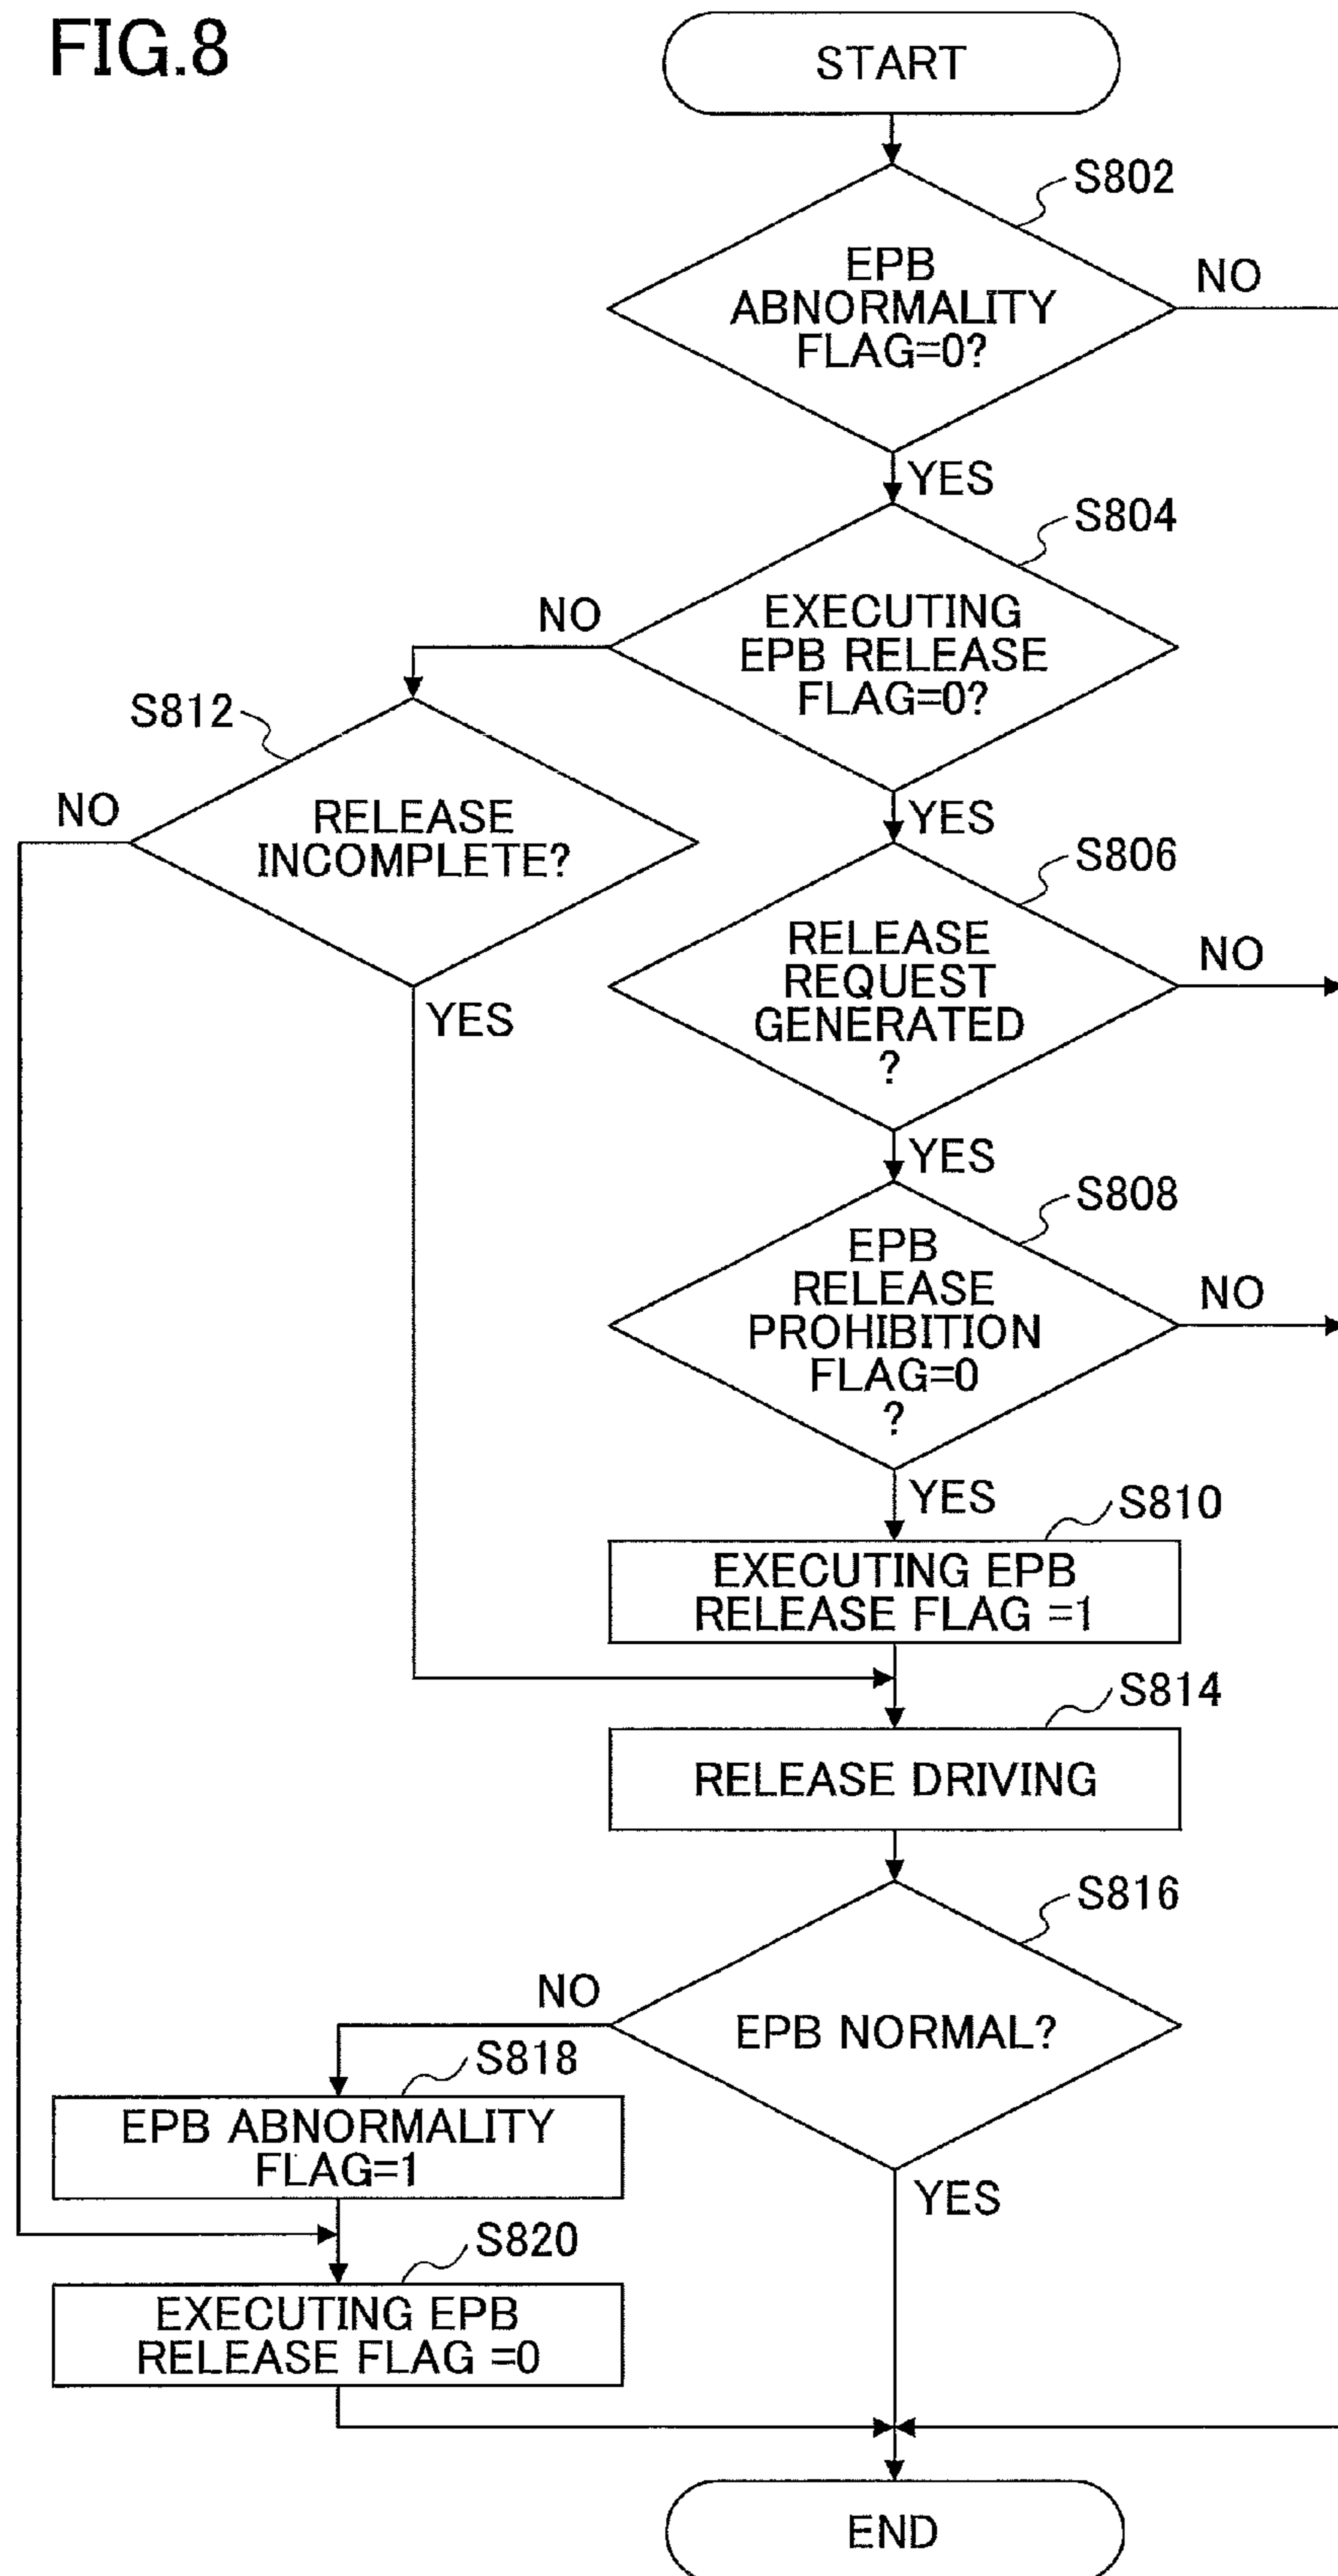 FIG.8
START
S802
EPB
ABNORMALITY
FLAG=0?
NO
YES
S804
EXECUTING
EPB RELEASE
FLAG=0?
NO
S812
RELEASE
INCOMPLETE?
NO
YES
YES
S806
RELEASE
REQUEST
GENERATED
?
NO
YES
S808
EPB
RELEASE
PROHIBITION
FLAG=0
?
NO
YES
S810
EXECUTING EPB
RELEASE FLAG =1
S814
RELEASE DRIVING
S816
EPB NORMAL?
NO
YES
S818
EPB ABNORMALITY
FLAG=1
S820
EXECUTING EPB
RELEASE FLAG =0
END